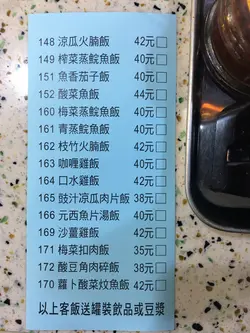 148 涼瓜火腩飯 42元□
149 榨菜蒸鯇魚飯 40元□
151 魚香茄子飯 40元□
152 酸菜魚飯 44元□
160 梅菜蒸鯇魚飯 40元□
161 青蒸鯇魚飯 40元□
162 枝竹火腩飯 42元□
163 咖喱雞飯 40元□
164 口水雞飯 42元□
165 豉汁凉瓜肉片飯 38元□
166 元西魚片湯飯 40元□
169 沙薑雞飯 42元□
171 梅菜扣肉飯 35元□
172 酸豆角肉碎飯 38元□
170 蘿卜酸菜炆魚飯 42元□
以上客飯送罐裝飲品或豆漿